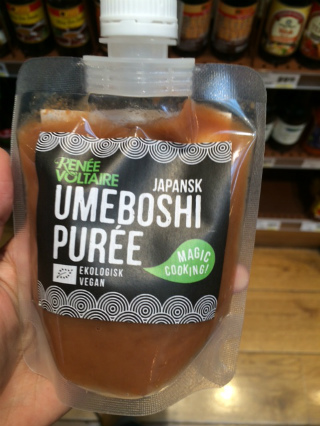 RENÉE
VOLTAIRE
JAPANSK
UMEBOSHI
PURÉE
MAGIC
COOKING!
EKOLOGISK
VEGAN